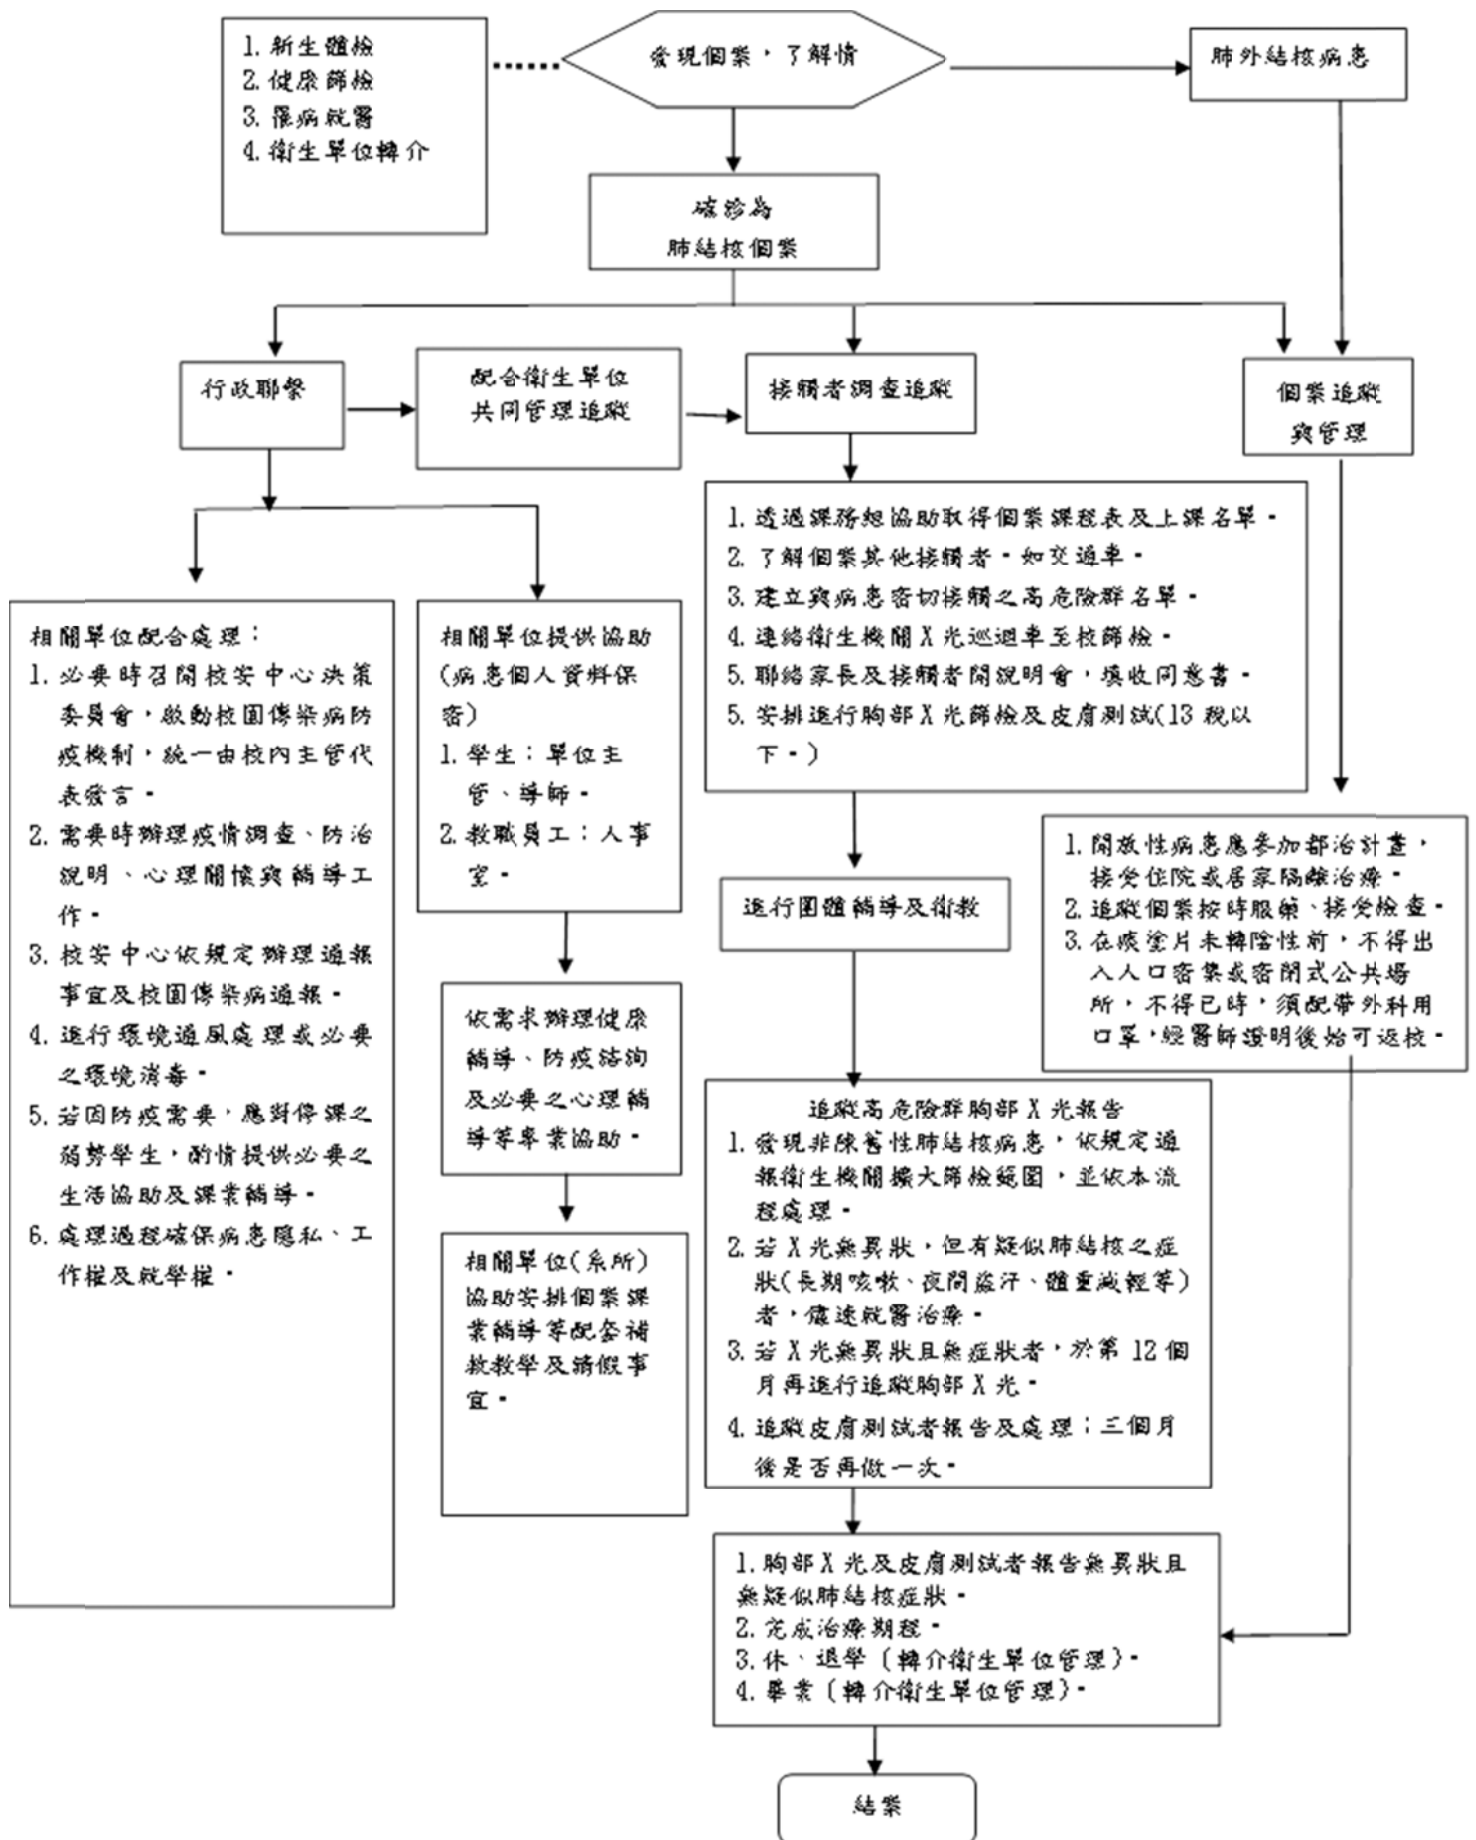 1. 新生體檢
2. 健康篩檢
3. 罹病就醫
4. 衛生單位轉介
發現個案，了解情
肺外結核病患
確診為
肺結核個案
行政聯繫
配合衛生單位
共同管理追蹤
接觸者調查追蹤
個案追蹤
與管理
相關單位配合處理：
1. 必要時召開校安中心決策
委員會，啟動校園傳染病防
疫機制，統一由校內主管代
表發言。
2. 需要時辦理疫情調查、防治
說明、心理關懷與輔導工
作。
3. 校安中心依規定辦理通報
事宜及校園傳染病通報。
4. 進行環境通風處理或必要
之環境消毒。
5. 若因防疫需要，應對停課之
弱勢學生，酌情提供必要之
生活協助及課業輔導。
6. 處理過程確保病患隱私、工
作權及就學權。
相關單位提供協助
(病患個人資料保
密)
1. 學生：單位主
管、導師。
2. 教職員工：人事
室。
依需求辦理健康
輔導、防疫諮詢
及必要之心理輔
導等專業協助。
相關單位(系所)
協助安排個案課
業輔導等配套補
救教學及請假事
宜。
1. 透過課務組協助取得個案課程表及上課名單。
2. 了解個案其他接觸者。如交通車。
3. 建立與病患密切接觸之高危險群名單。
4. 連絡衛生機關 X 光巡迴車至校篩檢。
5. 聯絡家長及接觸者開說明會，填收同意書。
5. 安排進行胸部 X 光篩檢及皮膚測試(13 稅以
下。)
進行團體輔導及衛教
追蹤高危險群胸部 X 光報告
1. 發現非陳舊性肺結核病患，依規定通
報衛生機關擴大篩檢範圍，並依本流
程處理。
2. 若 X 光無異狀，但有疑似肺結核之症
狀(長期咳嗽、夜間盜汗、體重減輕等)
者，儘速就醫治療。
3. 若 X 光無異狀且無症狀者，於第 12 個
月再進行追蹤胸部 X 光。
4. 追蹤皮膚測試者報告及處理；三個月
後是否再做一次。
1. 開放性病患應參加都治計畫，
接受住院或居家隔離治療。
2. 追蹤個案按時服藥、接受檢查。
3. 在痰塗片未轉陰性前，不得出
入人口密集或密閉式公共場
所，不得已時，須配帶外科用
口罩，經醫師證明後始可返校。
1. 胸部 X 光及皮膚測試者報告無異狀且
無疑似肺結核症狀。
2. 完成治療期程。
3. 休、退學〔轉介衛生單位管理}。
4. 畢業〔轉介衛生單位管理}。
結案